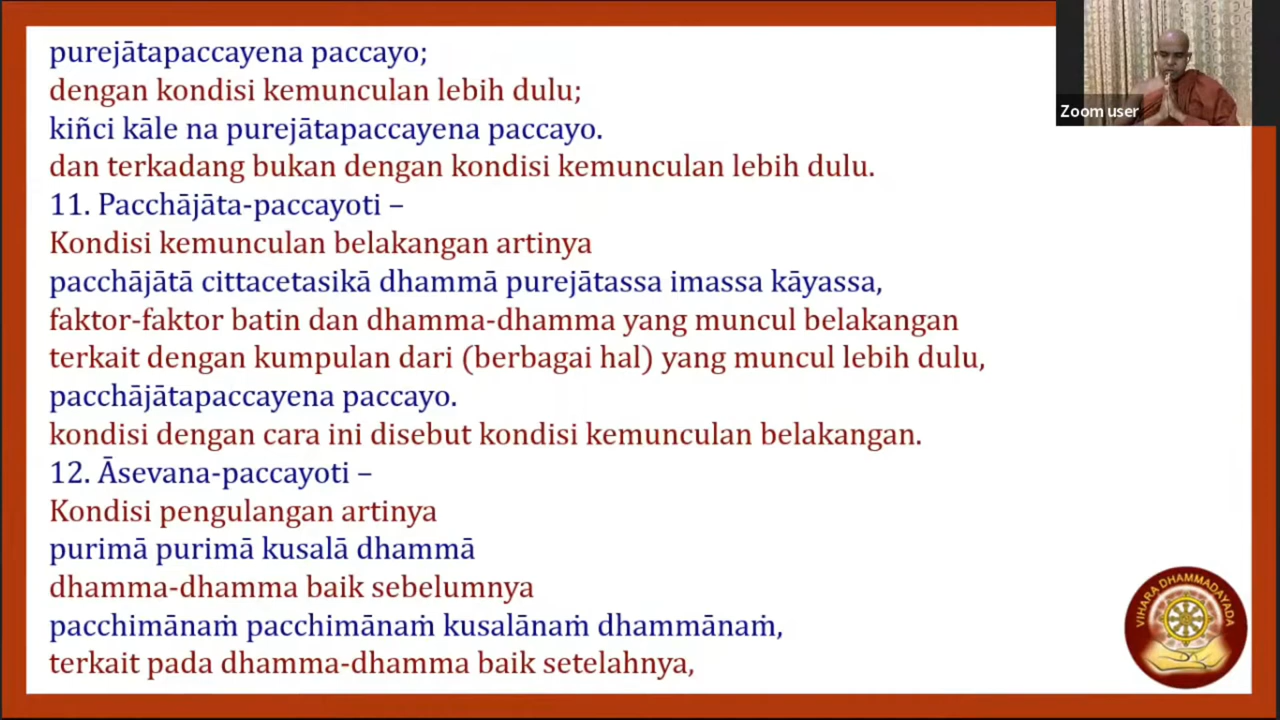 purejātapaccayena paccayo;
dengan kondisi kemunculan lebih dulu;
kiñci kāle na purejātapaccayena paccayo.
dan terkadang bukan dengan kondisi kemunculan lebih dulu.
11. Pacchājāta-paccayoti –
Kondisi kemunculan belakangan artinya
pacchājātā cittacetasikā dhammā purejātassa imassa kāyassa,
faktor-faktor batin dan dhamma-dhamma yang muncul belakangan
terkait dengan kumpulan dari (berbagai hal) yang muncul lebih dulu,
pacchājātapaccayena paccayo.
kondisi dengan cara ini disebut kondisi kemunculan belakangan.
12. Āsevana-paccayoti –
Kondisi pengulangan artinya
purimā purimā kusalā dhammā
dhamma-dhamma baik sebelumnya
pacchimānaṁ pacchimānaṁ kusalānaṁ dhammānaṁ,
terkait pada dhamma-dhamma baik setelahnya,
Zoom user
VIHARA DHAMMADAYADA